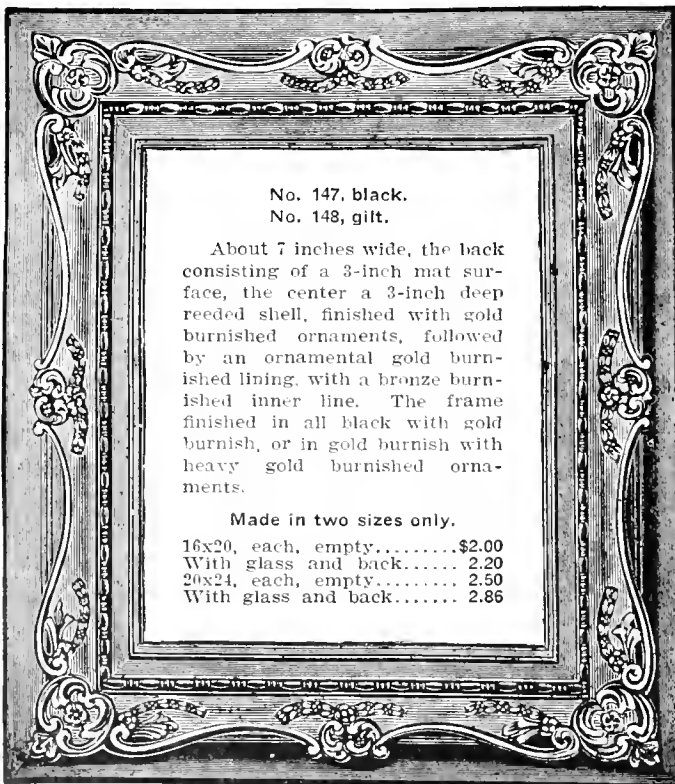 No. 147, black.
No. 148, gilt.
About 7 inches wide, the back
consisting of a 3-inch mat sur-
face, the center a 3-inch deep
reeded shell, finished with gold
burnished ornaments, followed
by an ornamental gold burn-
ished lining, with a bronze burn-
ished inner line. The frame
finished in all black with gold
burnish, or in gold burnish with
heavy gold burnished orna-
ments.
Made in two sizes only.
16x20, each, empty.........$2.00
With glass and back...... 2.20
20x24, each, empty........ 2.50
With glass and back....... 2.86